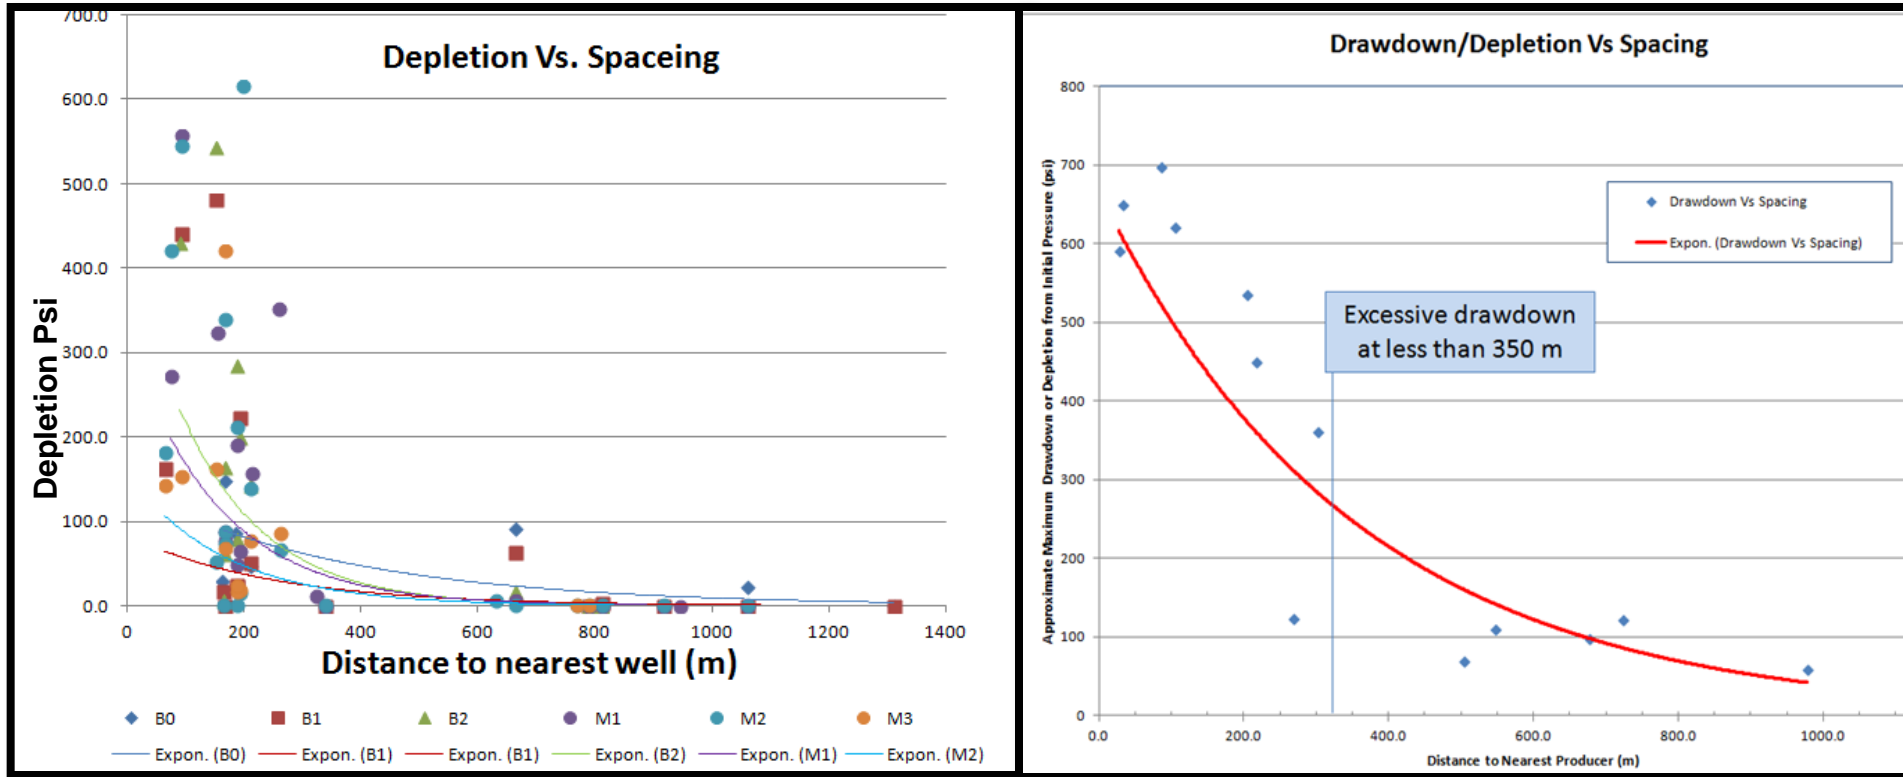 Depletion Vs. Spaceing
700.0
600.0
500.0
400.0
300.0
200.0
100.0
0.0
Depletion Psi
0 200 400 600 800 1000 1200 1400
Distance to nearest well (m)
B0 B1 B2 M1 M2 M3
Expon. (B0) Expon. (B1) Expon. (B1) Expon. (B2) Expon. (M1) Expon. (M2)
Drawdown/Depletion Vs Spacing
800
700
600
500
400
300
200
100
0
Approximate Maximum Drawdown or Depletion from Initial Pressure (psi)
Drawdown Vs Spacing
Expon. (Drawdown Vs Spacing)
Excessive drawdown
at less than 350 m
0.0 200.0 400.0 600.0 800.0 1000.0
Distance to Nearest Producer (m)